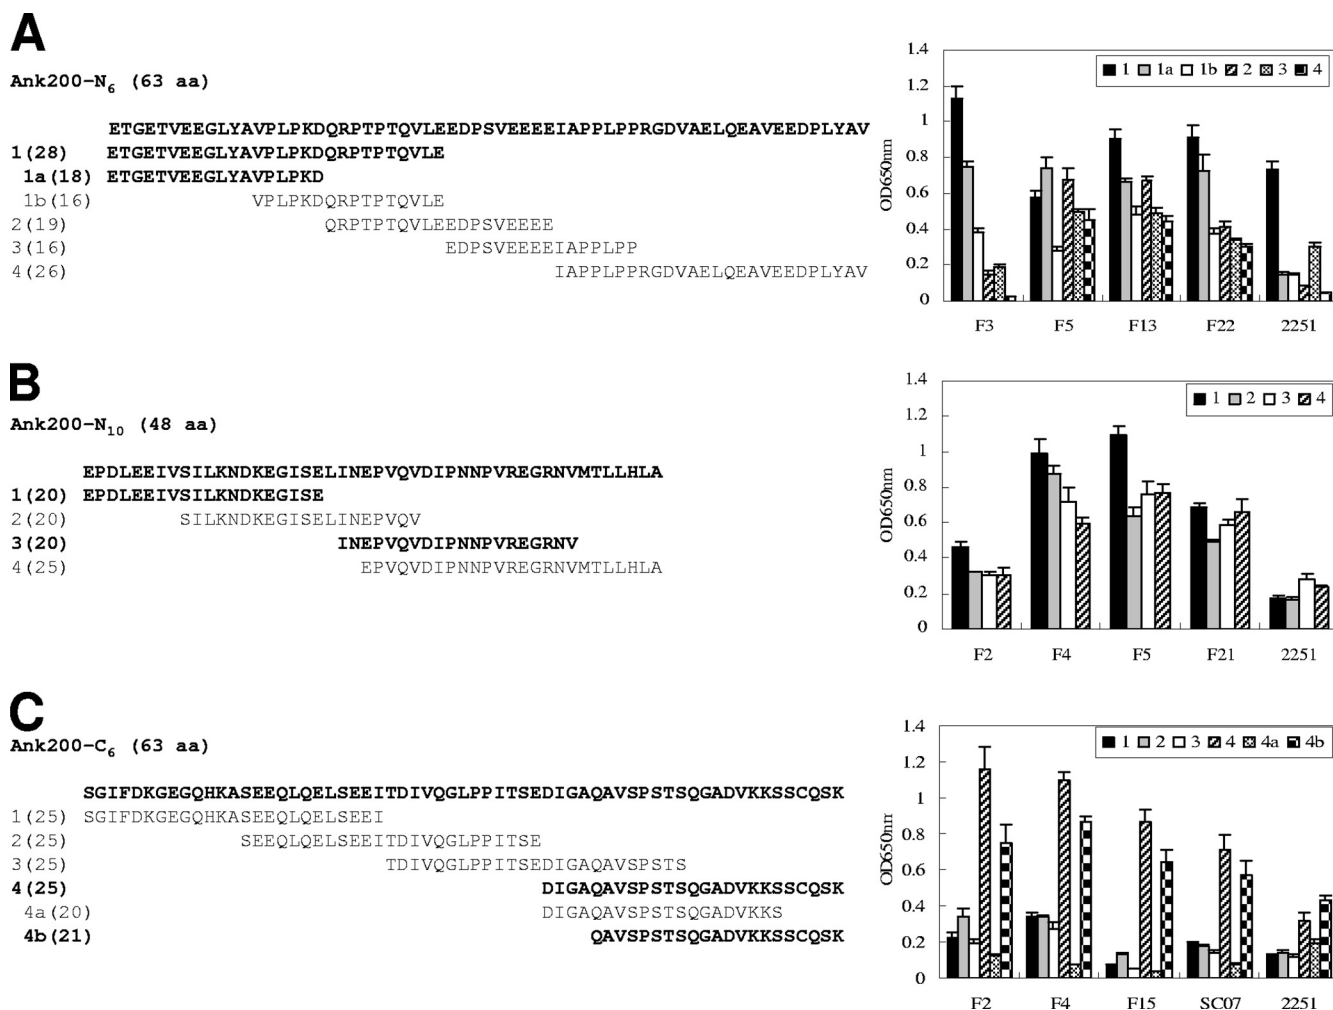 A
Ank200-N6 (63 aa)
ETGETVEEGLYAVPLPKDQRPTPTQVLEEDPSVEEEEIAPPLPPRGDVAELQEAVEEDPLYAV
1(28) ETGETVEEGLYAVPLPKDQRPTPTQVLE
1a(18) ETGETVEEGLYAVPLPKD
1b(16) VPLPKDQRPTPTQVLE
2(19) QRPTPTQVLEEDPSVEEEE
3(16) EDPSVEEEEIAPPLPP
4(26) IAPPLPPRGDVAELQEAVEEDPLYAV
1.4
1.2
1
0.8
0.6
0.4
0.2
0
OD650nm
1 1a 1b 2 3 4
F3 F5 F13 F22 2251
B
Ank200-N10 (48 aa)
EPDLEEIVSILKNDKEGISELINEPVQVDIPNNPVREGRNVMTLLHLA
1(20) EPDLEEIVSILKNDKEGISE
2(20) SILKNDKEGISELINEPVQV
3(20) INEPVQVDIPNNPVREGRNV
4(25) EPVQVDIPNNPVREGRNVMTLLHLA
1.4
1.2
1
0.8
0.6
0.4
0.2
0
OD650nm
1 2 3 4
F2 F4 F5 F21 2251
C
Ank200-C6 (63 aa)
SGIFDKGEGQHKASEEQLQELSEEITDIVQGLPPITSEDIGAQAVSPSTSQGADVKKSSCQSK
1(25) SGIFDKGEGQHKASEEQLQELSEEI
2(25) SEEQLQELSEEITDIVQGLPPITSE
3(25) TDIVQGLPPITSEDIGAQAVSPSTS
4(25) DIGAQAVSPSTSQGADVKKSSCQSK
4a(20) DIGAQAVSPSTSQGADVKKS
4b(21) QAVSPSTSQGADVKKSSCQSK
1.4
1.2
1
0.8
0.6
0.4
0.2
0
OD650nm
1 2 3 4 4a 4b
F2 F4 F15 SC07 2251